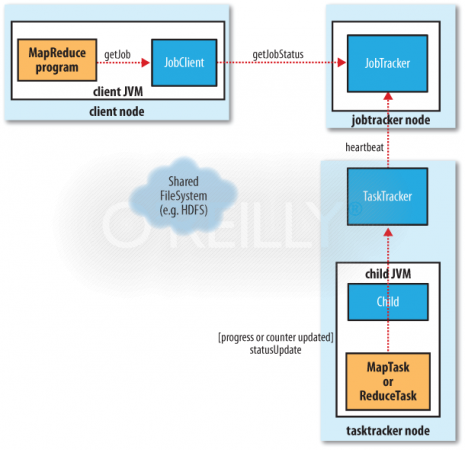 MapReduce
program
getJob
JobClient
client JVM
client node
getJobStatus
JobTracker
jobtracker node
heartbeat
Shared
FileSystem
(e.g. HDFS)
O'REILLY®
TaskTracker
child JVM
Child
[progress or counter updated]
statusUpdate
MapTask
or
ReduceTask
tasktracker node